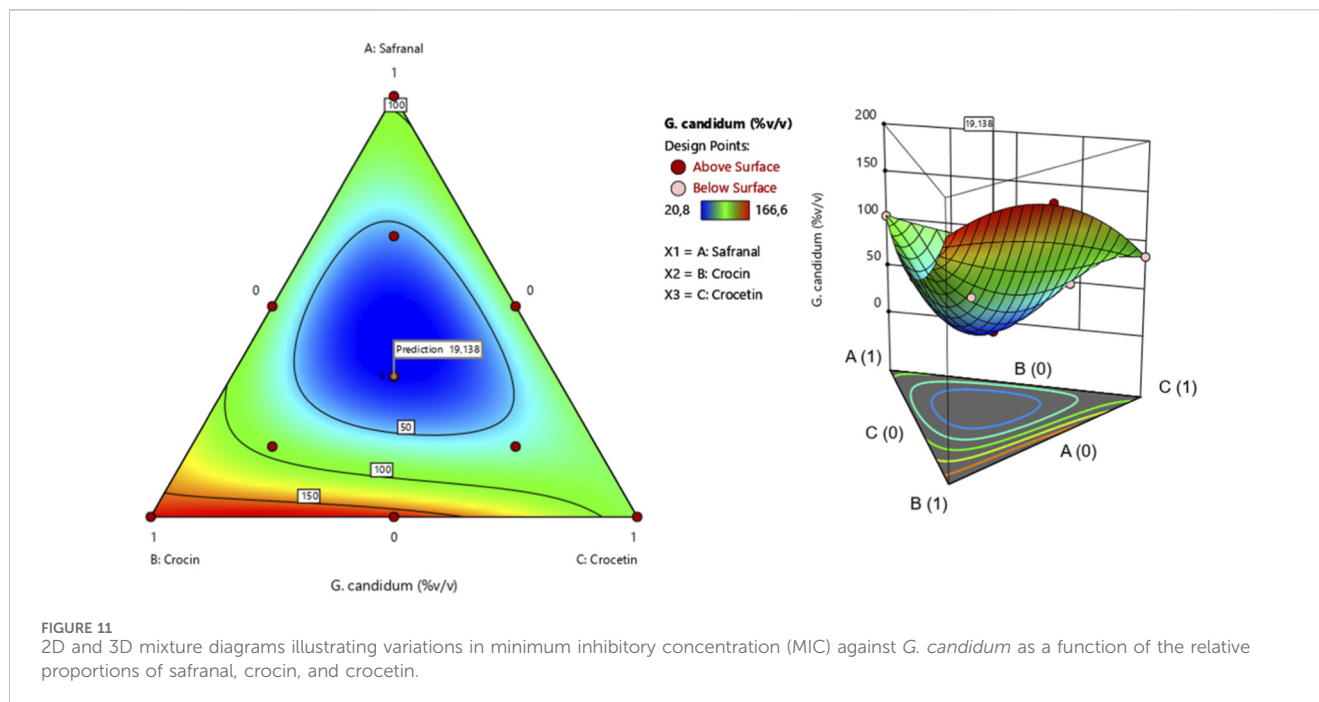 A: Safranal
1
100
0
0
Prediction 19,138
3
50
100
150
1
0
1
B: Crocin
C: Crocetin
G. candidum (%v/v)
G. candidum (%v/v)
Design Points:
Above Surface
Below Surface
20,8 166,6
X1 = A: Safranal
X2 = B: Crocin
X3 = C: Crocetin
19,138
200
150
100
50
0
G. candidum (%v/v)
A (1)
B (0)
C (1)
C (0)
A (0)
B (1)
FIGURE 11
2D and 3D mixture diagrams illustrating variations in minimum inhibitory concentration (MIC) against G. candidum as a function of the relative
proportions of safranal, crocin, and crocetin.